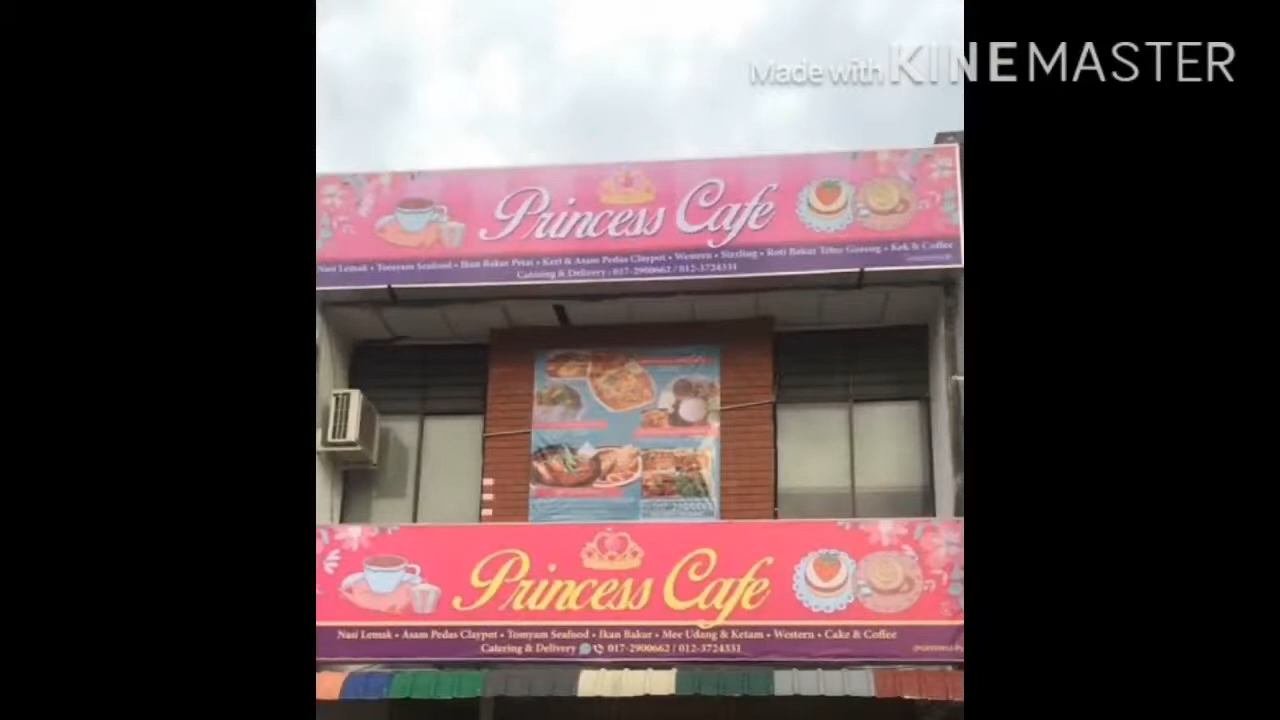 Made with KINEMASTER
Princess Cafe
Nasi Lemak • Tomyam Seafood • Ikan Bakar Petai • Kari & Asam Pedas Claypot • Western • Sizzling • Roti Bakar Telur Goreng • Kek & Coffee
Catering & Delivery : 017-2900662 / 012-3724331
Princess Cafe
Nasi Lemak • Asam Pedas Claypot • Tomyam Seafood • Ikan Bakar • Mee Udang & Ketam • Western • Cake & Coffee
Catering & Delivery 017-2900662 / 012-3724331